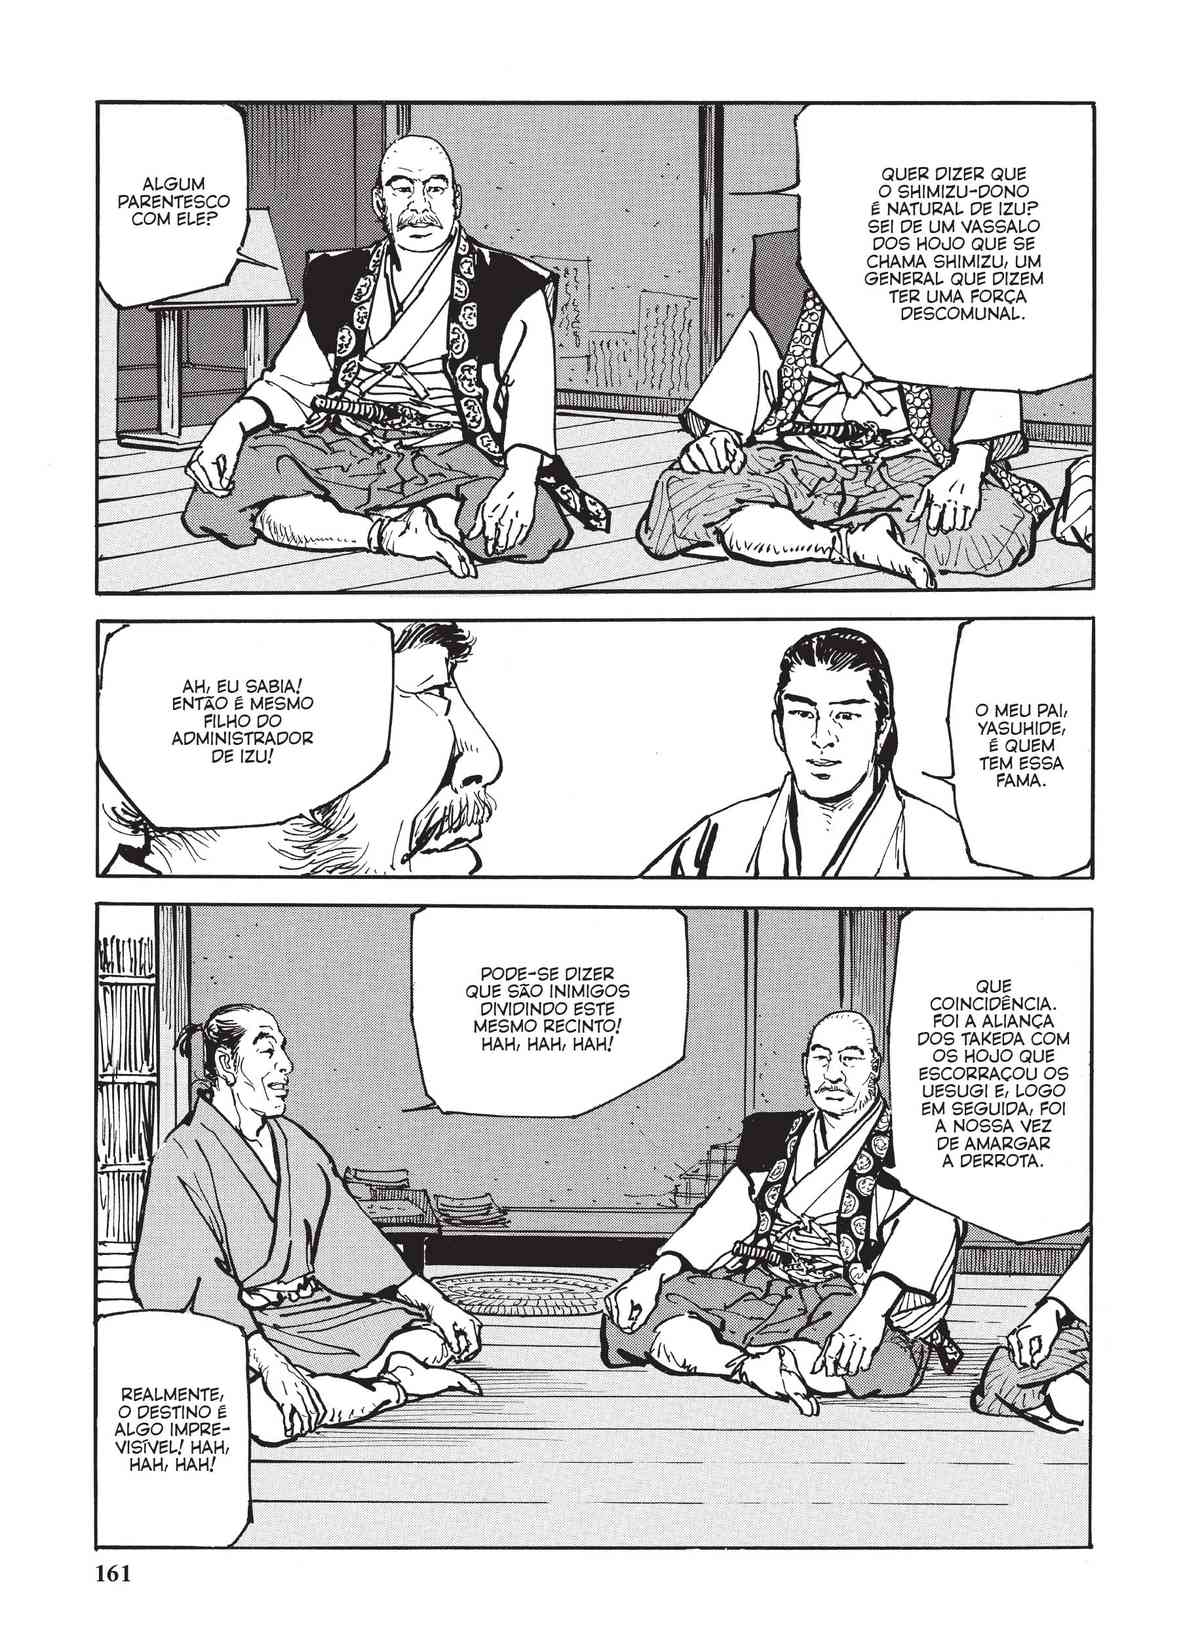 QUER DIZER QUE
O SHIMIZU-DONO
É NATURAL DE IZU?
SEI DE UM VASSALO
DOS HOJO QUE SE
CHAMA SHIMIZU, UM
GENERAL QUE DIZEM
TER UMA FORÇA
DESCOMUNAL.
ALGUM
PARENTESCO
COM ELE?
O MEU PAI,
YASUHIDE,
É QUEM
TEM ESSA
FAMA.
AH, EU SABIA!
ENTÃO É MESMO
FILHO DO
ADMINISTRADOR
DE IZU!
QUE
COINCIDÊNCIA.
FOI A ALIANÇA
DOS TAKEDA COM
OS HOJO QUE
ESCORRAÇOU OS
UESUGI E, LOGO
EM SEGUIDA, FOI
A NOSSA VEZ
DE AMARGAR
A DERROTA.
PODE-SE DIZER
QUE SÃO INIMIGOS
DIVIDINDO ESTE
MESMO RECINTO!
HAH, HAH, HAH!
REALMENTE,
O DESTINO É
ALGO IMPRE-
VISÍVEL! HAH,
HAH, HAH!
161